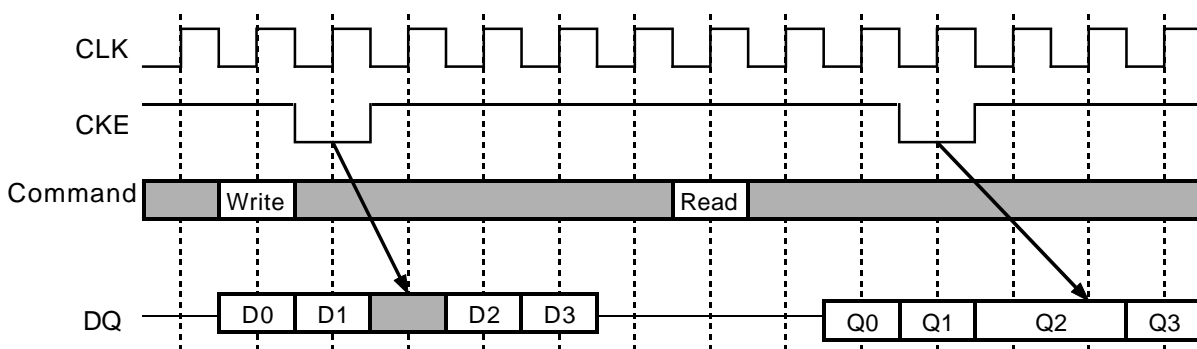 CLK
CKE
Command Write Read
DQ D0 D1 D2 D3 Q0 Q1 Q2 Q3